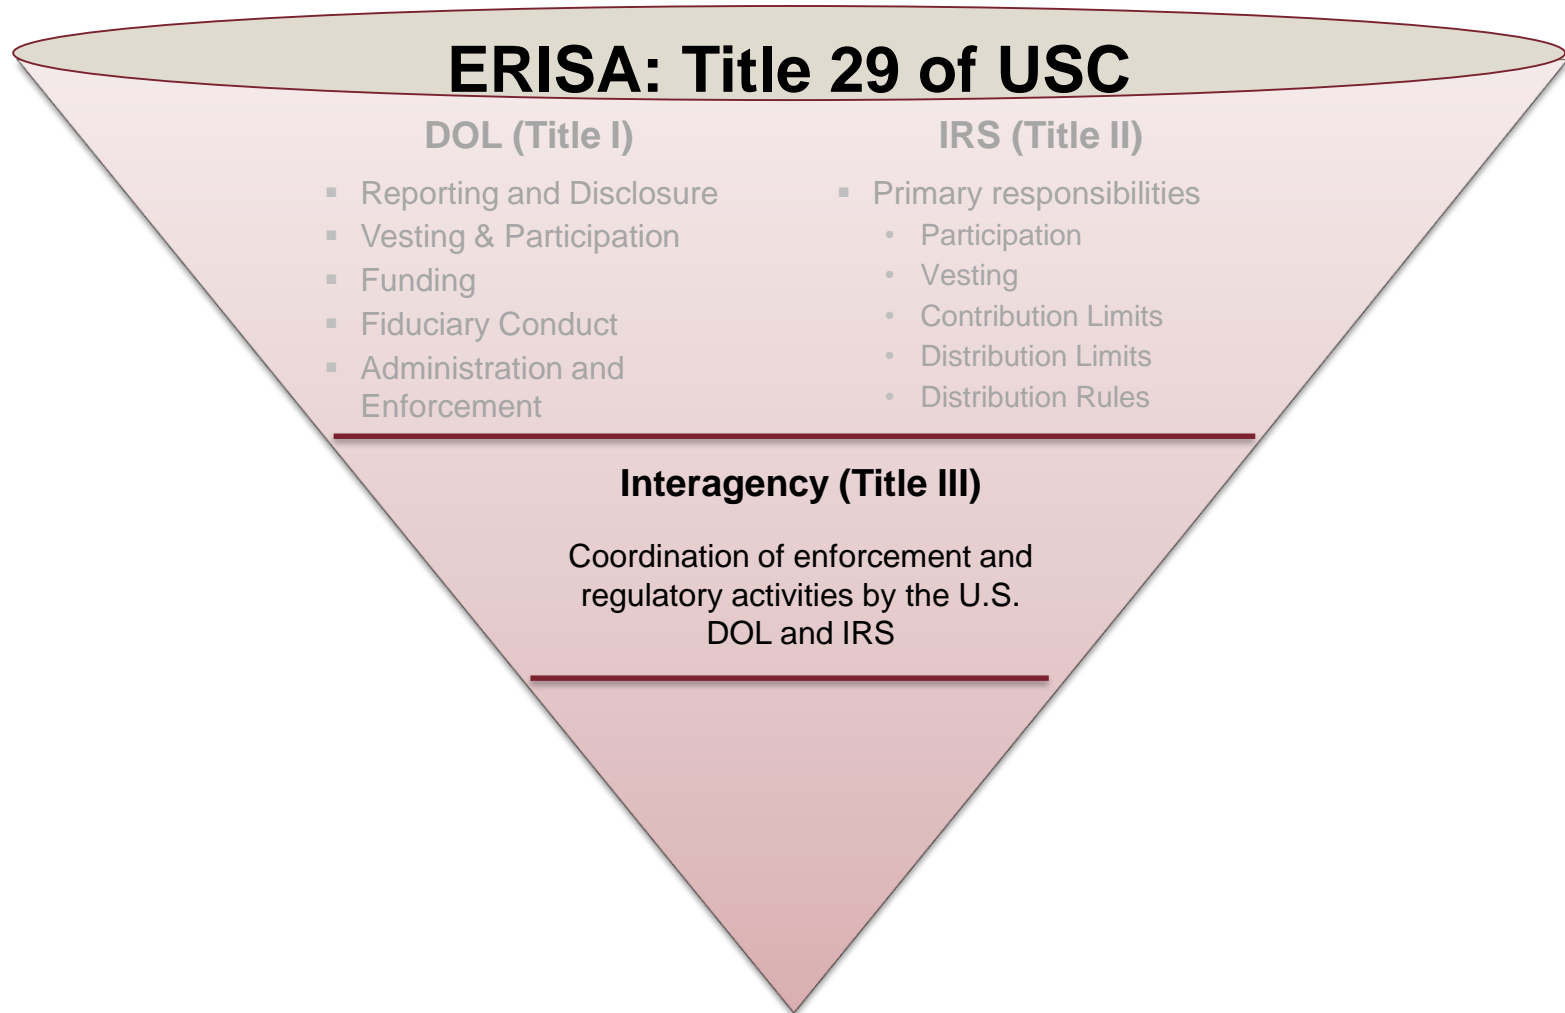 ERISA: Title 29 of USC
DOL (Title I)
▪ Reporting and Disclosure
▪ Vesting & Participation
▪ Funding
▪ Fiduciary Conduct
▪ Administration and
Enforcement
IRS (Title II)
▪ Primary responsibilities
• Participation
• Vesting
• Contribution Limits
• Distribution Limits
• Distribution Rules
Interagency (Title III)
Coordination of enforcement and
regulatory activities by the U.S.
DOL and IRS